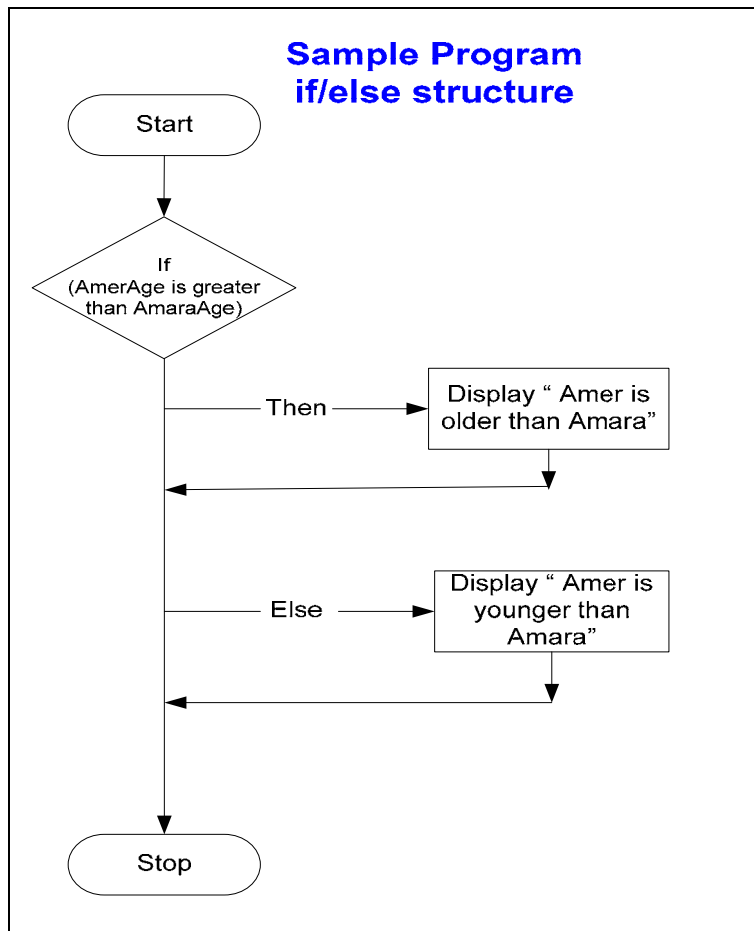 Sample Program
if/else structure
Start
If
(AmerAge is greater
than AmaraAge)
Then
Display “ Amer is
older than Amara”
Else
Display “ Amer is
younger than
Amara”
Stop